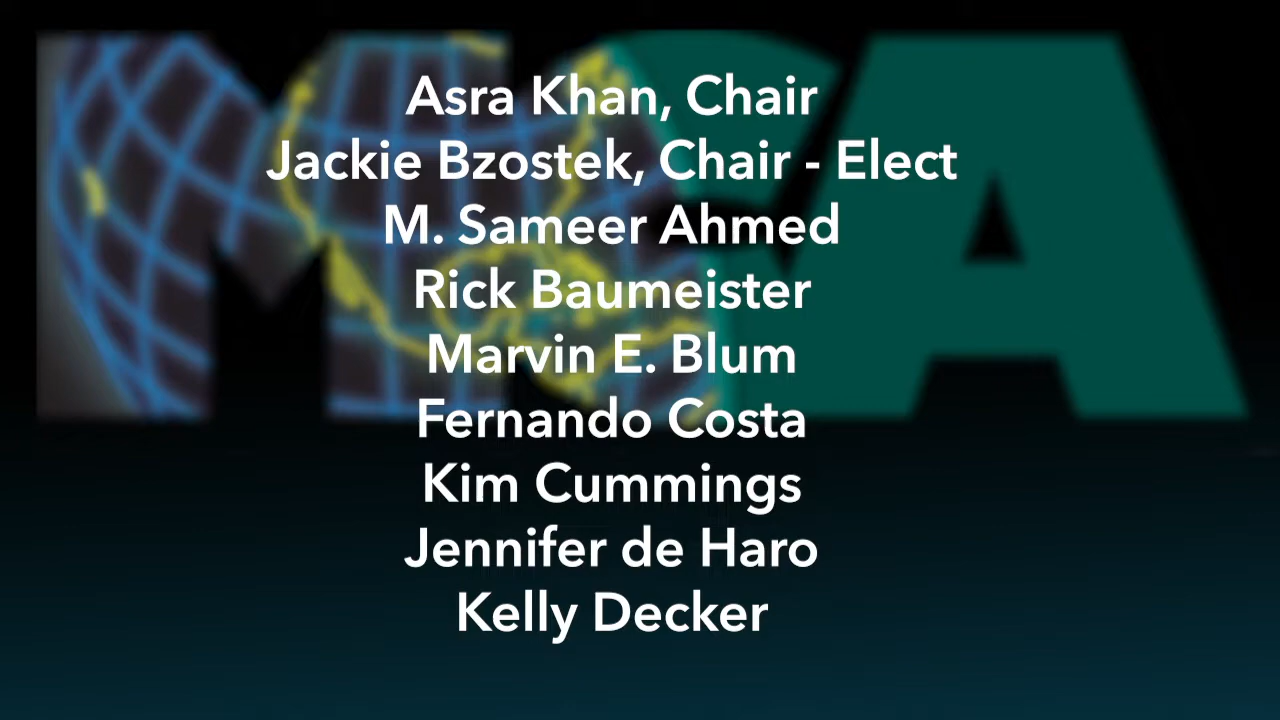 MCA
Asra Khan, Chair
Jackie Bzostek, Chair - Elect
M. Sameer Ahmed
Rick Baumeister
Marvin E. Blum
Fernando Costa
Kim Cummings
Jennifer de Haro
Kelly Decker